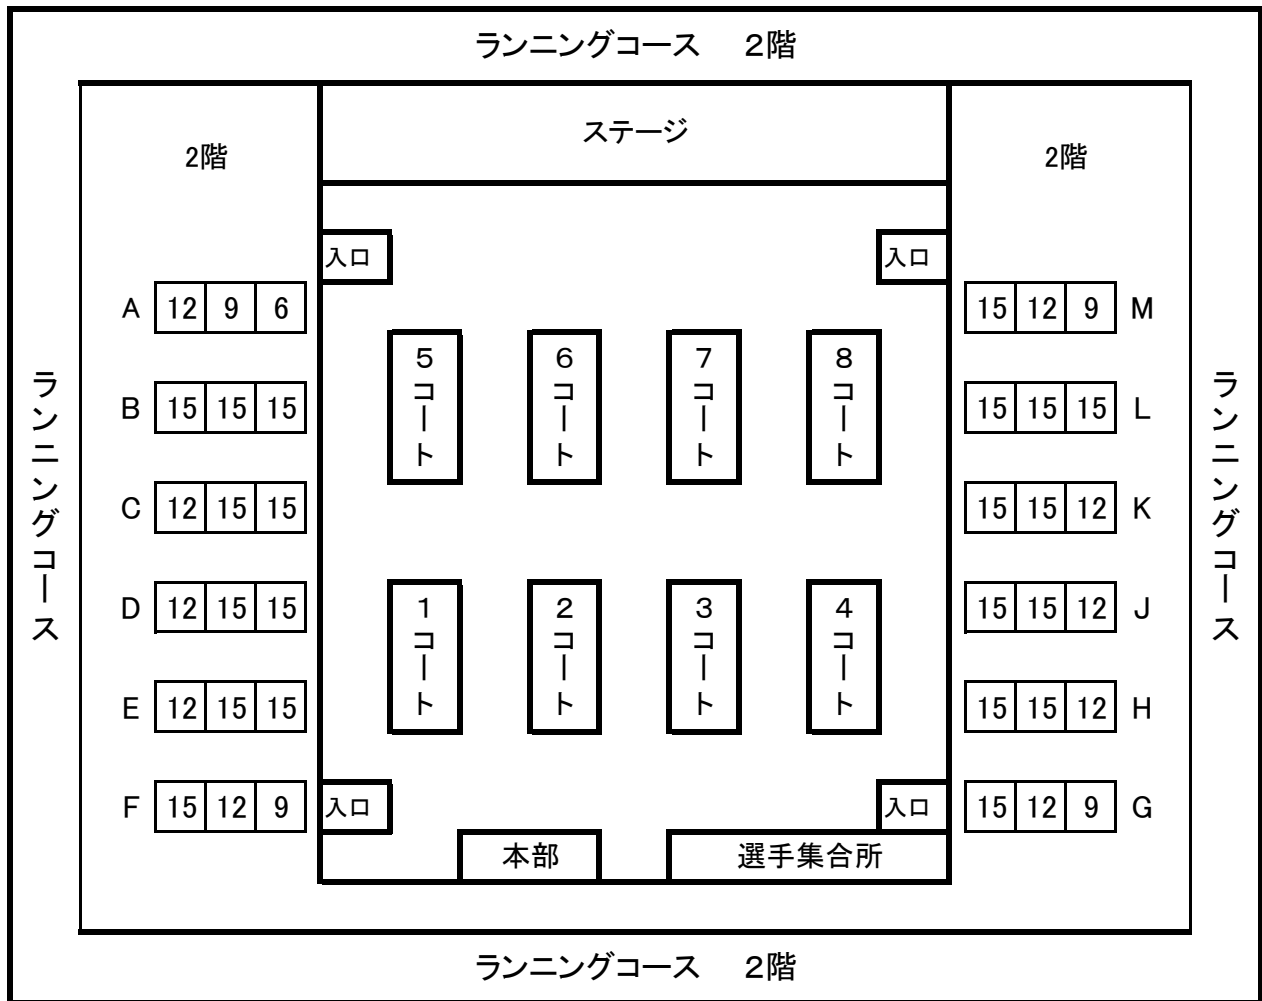 ランニングコース　２階
ステージ
2階
2階
入口
入口
A 12 9 6
15 12 9 M
5コート
6コート
7コート
8コート
B 15 15 15
15 15 15 L
ランニングコース
ランニングコース
C 12 15 15
15 15 12 K
D 12 15 15
15 15 12 J
1コート
2コート
3コート
4コート
E 12 15 15
15 15 12 H
F 15 12 9
入口
入口
15 12 9 G
本部
選手集合所
ランニングコース　２階